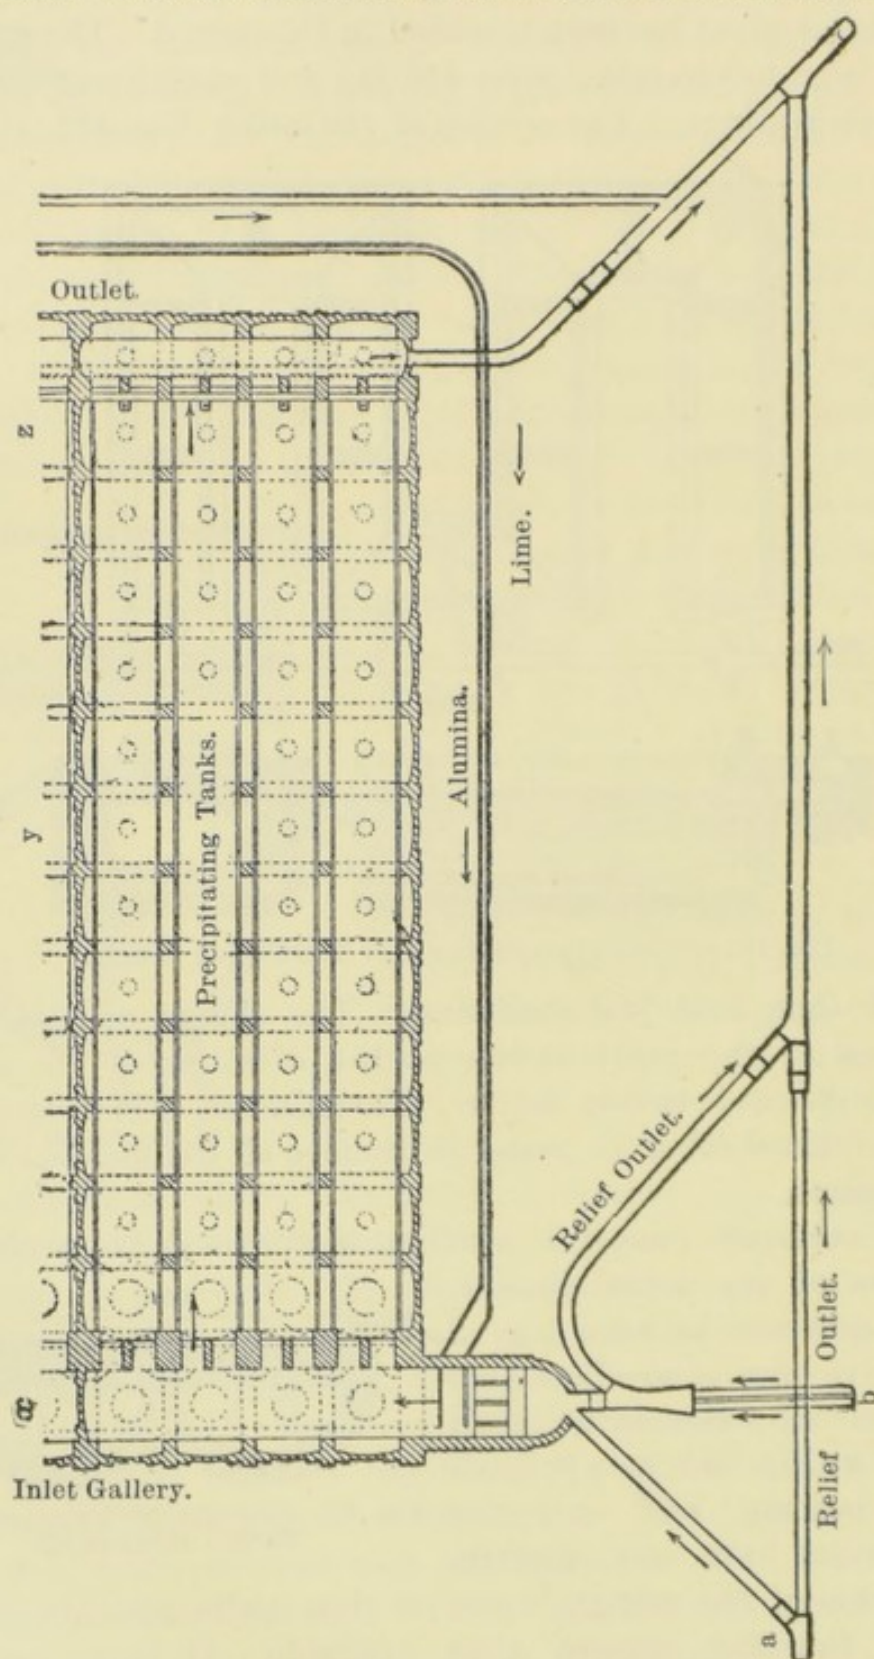 Outlet.
z
Lime.
Alumina.
Precipitating Tanks.
y
Relief Outlet.
Outlet.
x
Relief
b
Inlet Gallery.
a